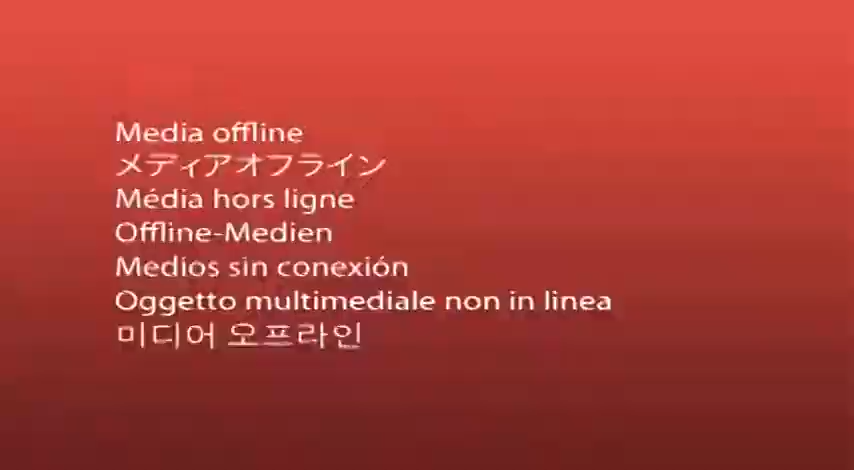 Media offline
メディアオフライン
Média hors ligne
Offline-Medien
Medios sin conexión
Oggetto multimediale non in linea
미디어 오프라인